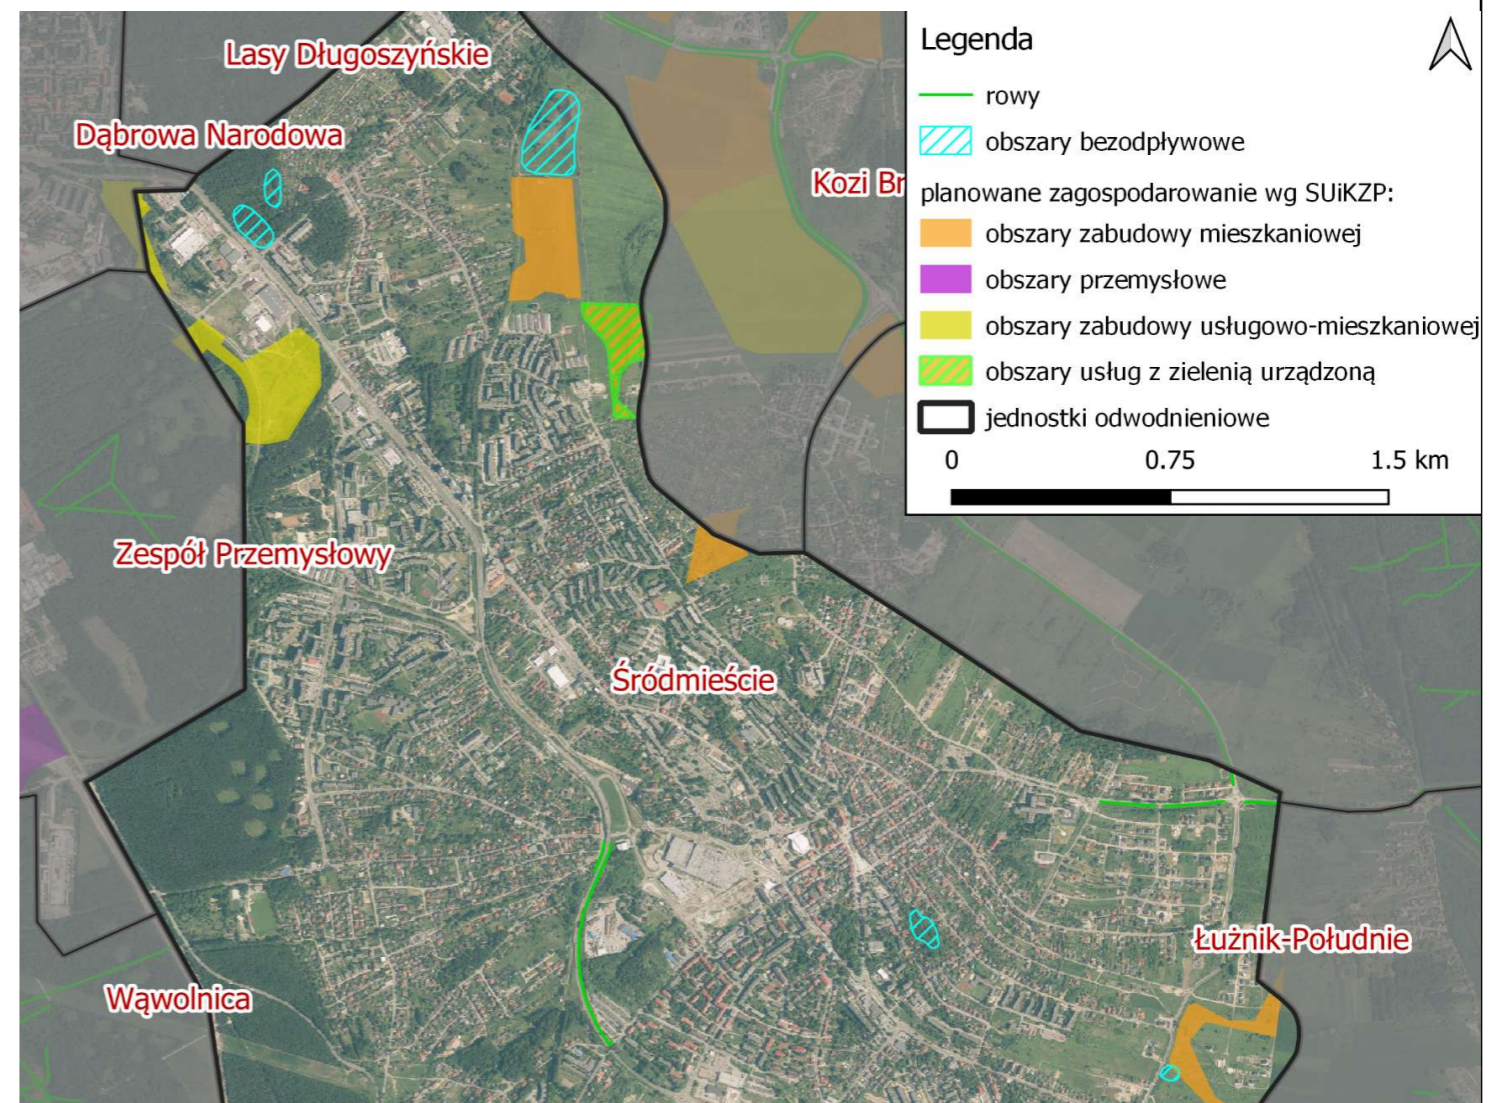 Lasy Długoszyńskie
Dąbrowa Narodowa
Kozi Br
Zespół Przemysłowy
Śródmieście
Łużnik-Południe
Wąwolnica
Legenda
rowy
obszary bezodpływowe
planowane zagospodarowanie wg SUiKZP:
obszary zabudowy mieszkaniowej
obszary przemysłowe
obszary zabudowy usługowo-mieszkaniowej
obszary usług z zielenią urządzoną
jednostki odwodnieniowe
0 0.75 1.5 km